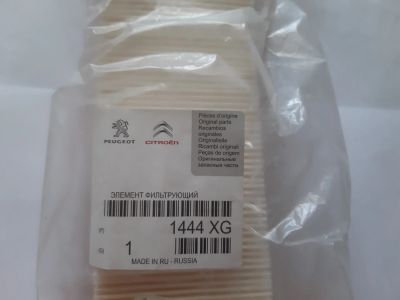 PEUGEOT
CITROËN
Pièces d'origine
Original parts
Recambios
originales
Originalteile
Ricambi originali
Peças de origem
Оригинальные
запасные части
ЭЛЕМЕНТ ФИЛЬТРУЮЩИЙ
(P) 1444 XG
(Q) 1
MADE IN RU - RUSSIA